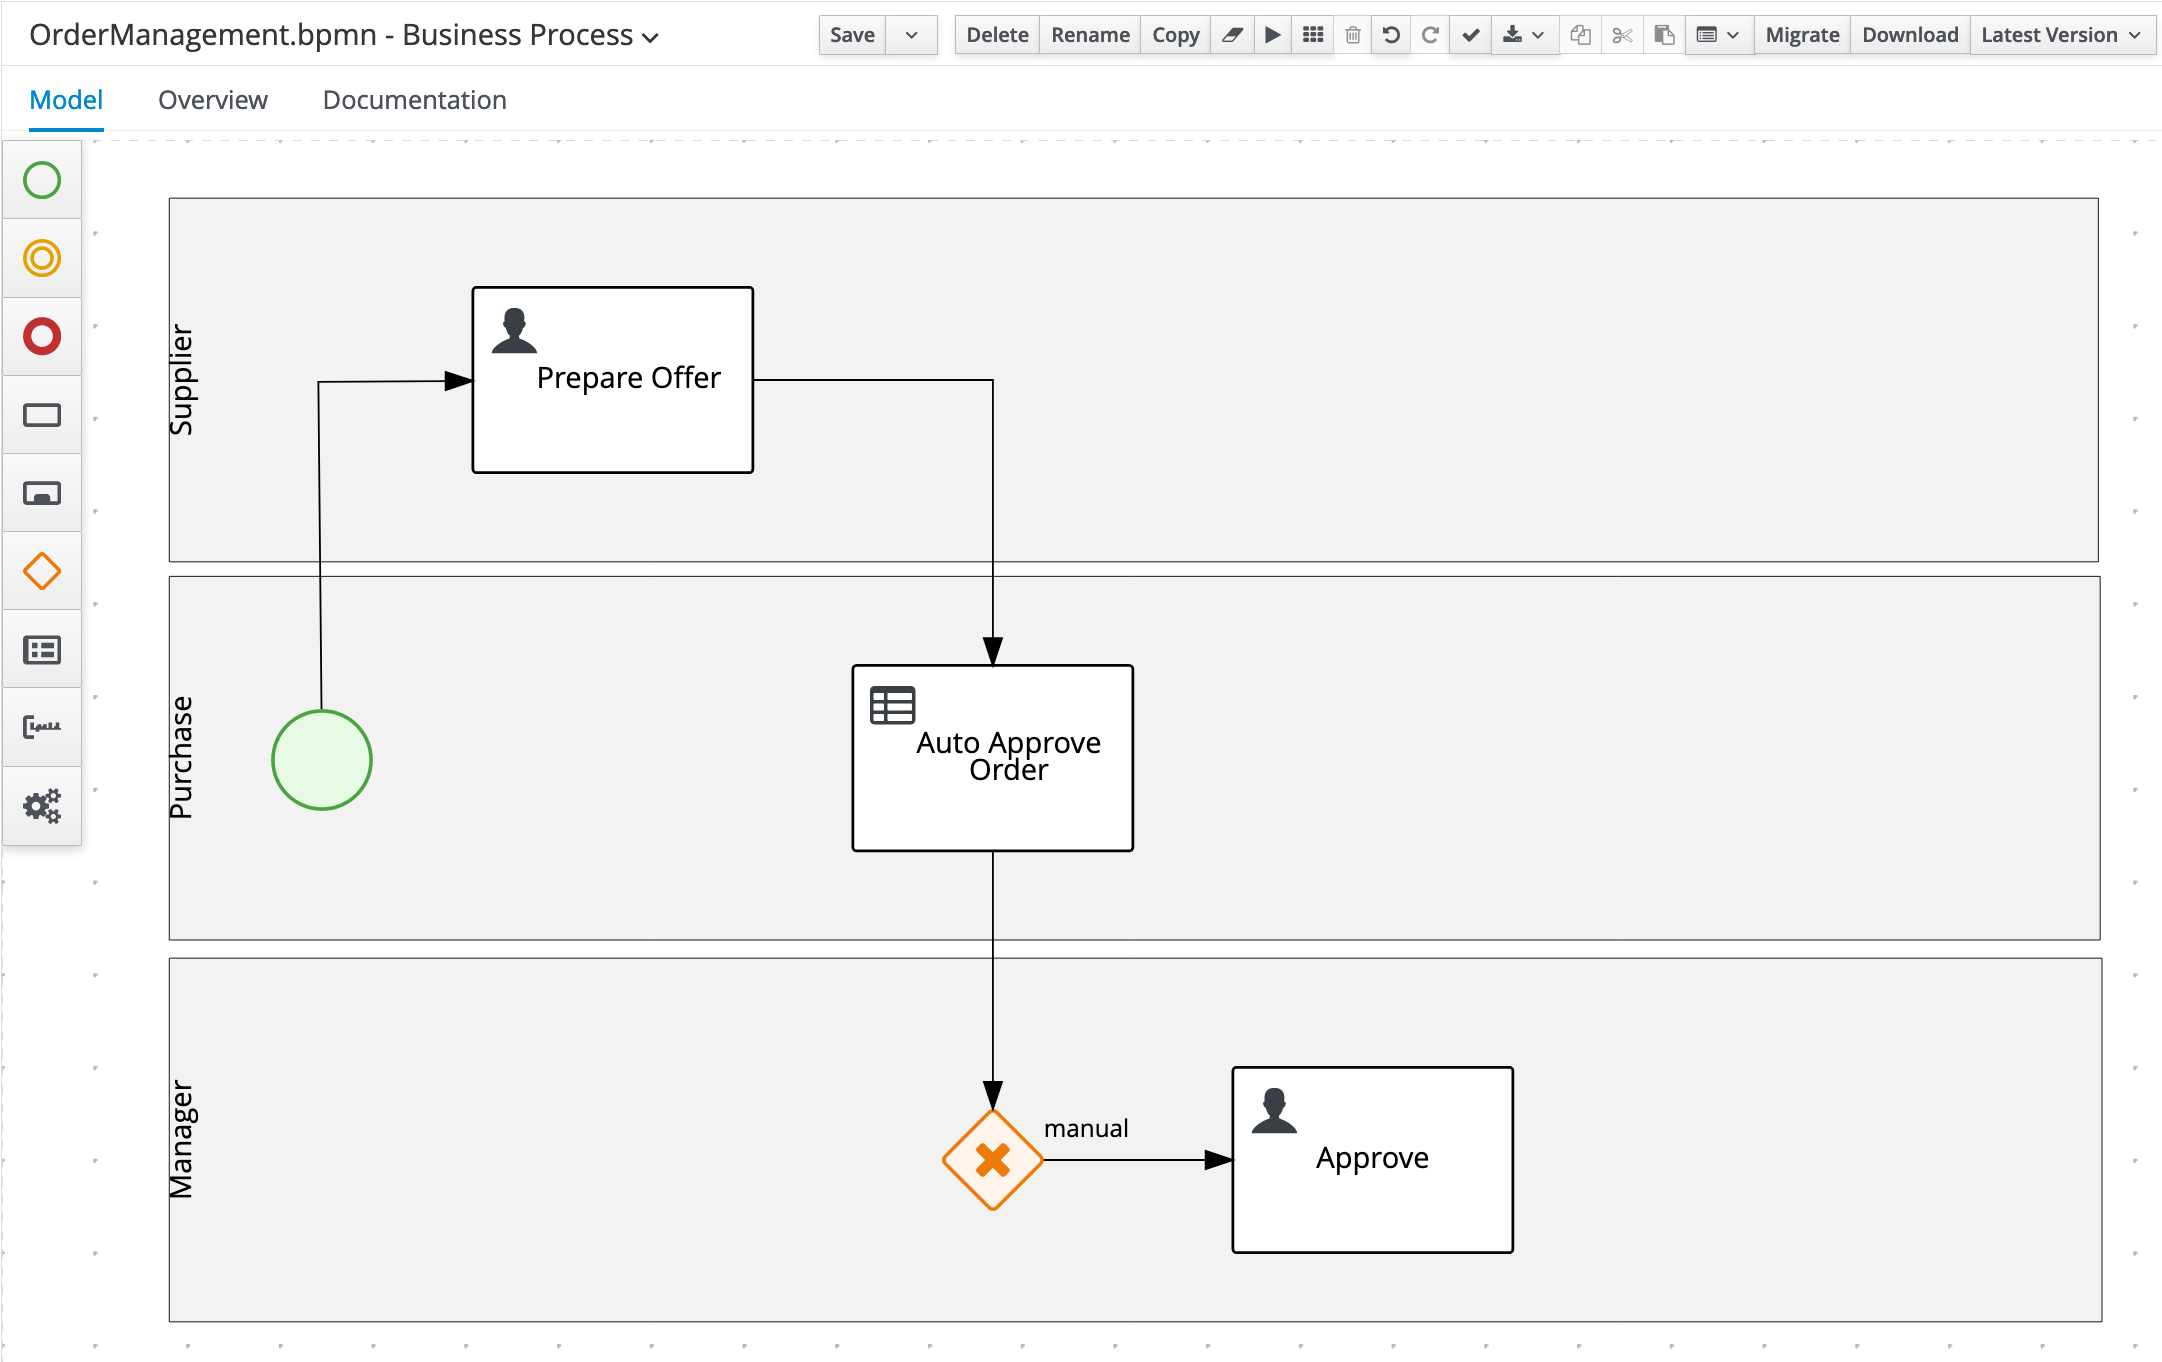 OrderManagement.bpmn - Business Process
Save
Delete
Rename
Copy
Migrate
Download
Latest Version
Model
Overview
Documentation
Supplier
Prepare Offer
Purchase
Auto Approve
Order
Manager
manual
Approve